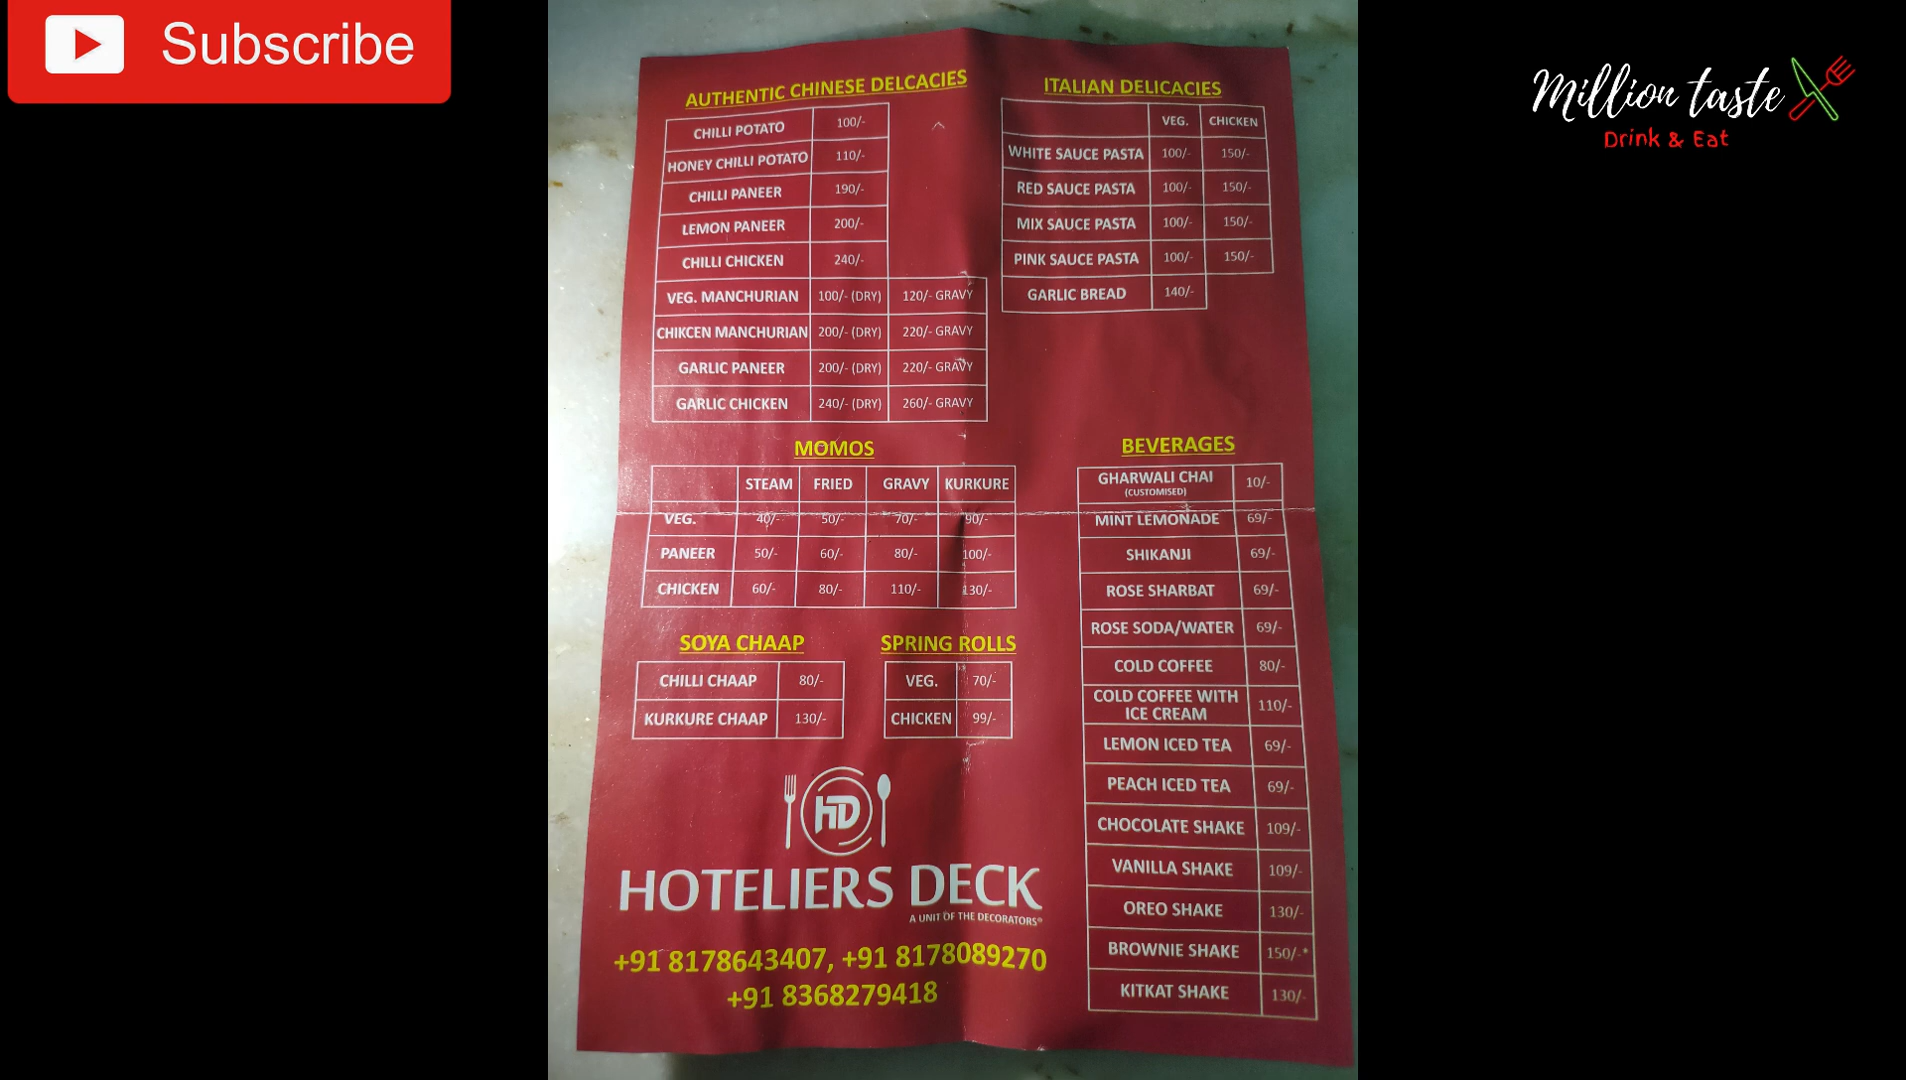 Subscribe
Million taste
Drink & Eat
AUTHENTIC CHINESE DELCACIES
CHILLI POTATO 100/-
HONEY CHILLI POTATO 110/-
CHILLI PANEER 190/-
LEMON PANEER 200/-
CHILLI CHICKEN 240/-
VEG. MANCHURIAN 100/- (DRY) 120/- GRAVY
CHIKCEN MANCHURIAN 200/- (DRY) 220/- GRAVY
GARLIC PANEER 200/- (DRY) 220/- GRAVY
GARLIC CHICKEN 240/- (DRY) 260/- GRAVY
ITALIAN DELICACIES
VEG. CHICKEN
WHITE SAUCE PASTA 100/- 150/-
RED SAUCE PASTA 100/- 150/-
MIX SAUCE PASTA 100/- 150/-
PINK SAUCE PASTA 100/- 150/-
GARLIC BREAD 140/-
MOMOS
STEAM FRIED GRAVY KURKURE
VEG. 40/- 50/- 70/- 90/-
PANEER 50/- 60/- 80/- 100/-
CHICKEN 60/- 80/- 110/- 130/-
SOYA CHAAP
CHILLI CHAAP 80/-
KURKURE CHAAP 130/-
SPRING ROLLS
VEG. 70/-
CHICKEN 99/-
BEVERAGES
GHARWALI CHAI 10/-
(CUSTOMISED)
MINT LEMONADE 69/-
SHIKANJI 69/-
ROSE SHARBAT 69/-
ROSE SODA/WATER 69/-
COLD COFFEE 80/-
COLD COFFEE WITH
ICE CREAM 110/-
LEMON ICED TEA 69/-
PEACH ICED TEA 69/-
CHOCOLATE SHAKE 109/-
VANILLA SHAKE 109/-
OREO SHAKE 130/-
BROWNIE SHAKE 150/-*
KITKAT SHAKE 130/-
HD
HOTELIERS DECK
A UNIT OF THE DECORATORS®
+91 8178643407, +91 8178089270
+91 8368279418